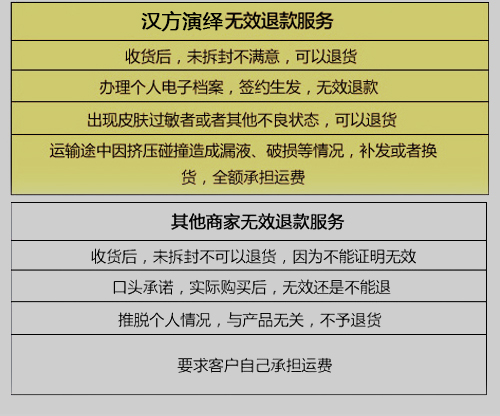 汉方演绎无效退款服务
收货后，未拆封不满意，可以退货
办理个人电子档案，签约生发，无效退款
出现皮肤过敏者或者其他不良状态，可以退货
运输途中因挤压碰撞造成漏液、破损等情况，补发或者换
货，全额承担运费
其他商家无效退款服务
收货后，未拆封不可以退货，因为不能证明无效
口头承诺，实际购买后，无效还是不能退
推脱个人情况，与产品无关，不予退货
要求客户自己承担运费